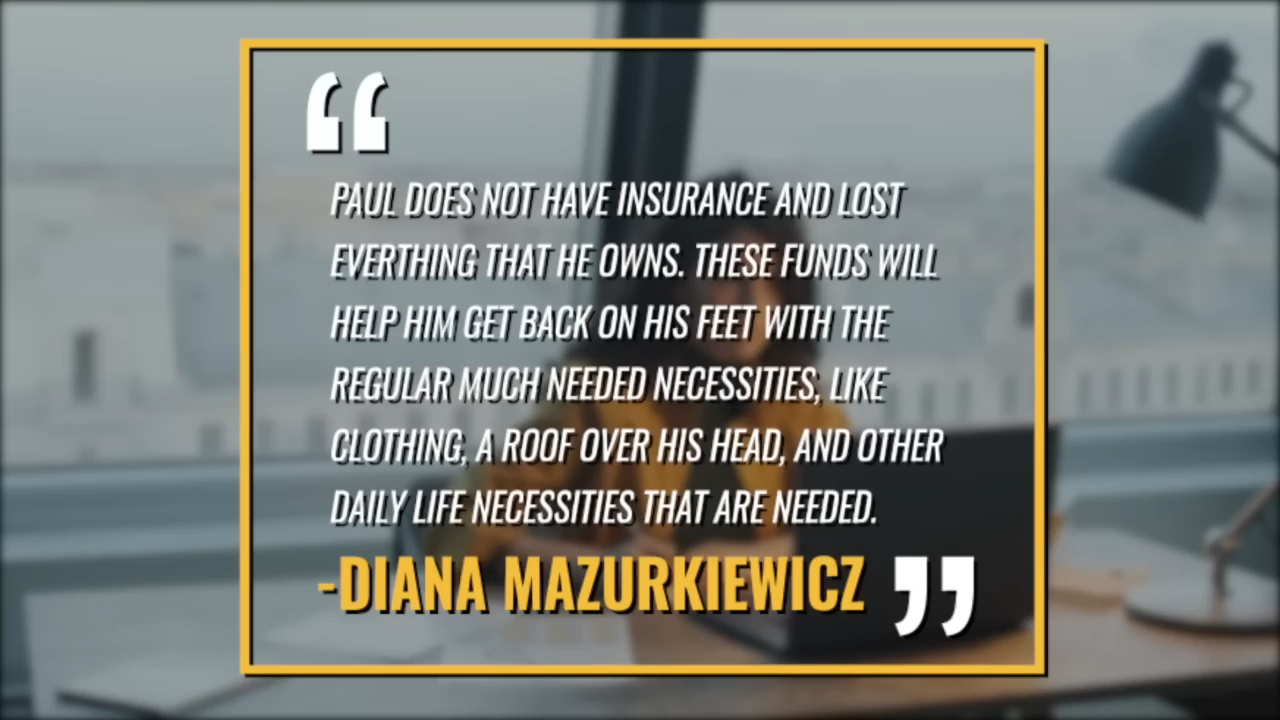 “
PAUL DOES NOT HAVE INSURANCE AND LOST
EVERTHING THAT HE OWNS. THESE FUNDS WILL
HELP HIM GET BACK ON HIS FEET WITH THE
REGULAR MUCH NEEDED NECESSITIES, LIKE
CLOTHING, A ROOF OVER HIS HEAD, AND OTHER
DAILY LIFE NECESSITIES THAT ARE NEEDED.
-DIANA MAZURKIEWICZ ”